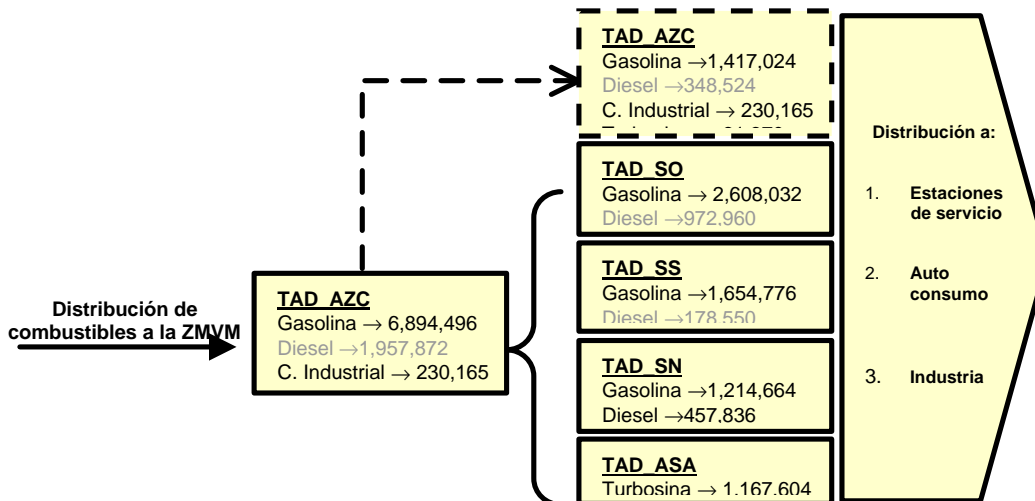 Distribución de
combustibles a la ZMVM
TAD_AZC
Gasolina → 6,894,496
Diesel →1,957,872
C. Industrial → 230,165
TAD_AZC
Gasolina →1,417,024
Diesel →348,524
C. Industrial → 230,165
TAD_SO
Gasolina → 2,608,032
Diesel →972,960
TAD_SS
Gasolina →1,654,776
Diesel →178,550
TAD_SN
Gasolina →1,214,664
Diesel →457,836
TAD_ASA
Turbosina → 1,167,604
Distribución a:
1. Estaciones
de servicio
2. Auto
consumo
3. Industria